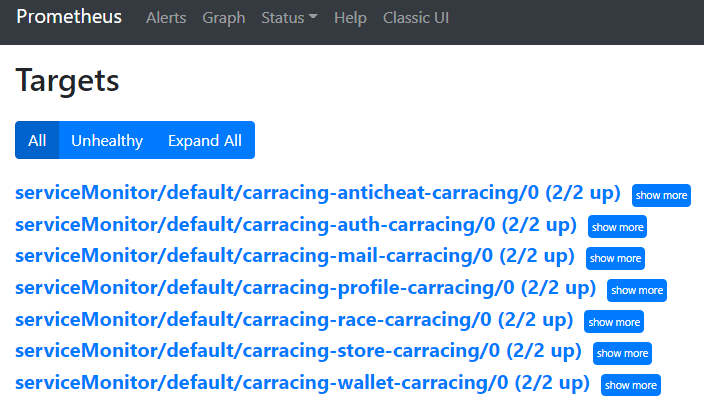 Prometheus Alerts Graph Status Help Classic UI
Targets
All Unhealthy Expand All
serviceMonitor/default/carracing-anticheat-carracing/0 (2/2 up) show more
serviceMonitor/default/carracing-auth-carracing/0 (2/2 up) show more
serviceMonitor/default/carracing-mail-carracing/0 (2/2 up) show more
serviceMonitor/default/carracing-profile-carracing/0 (2/2 up) show more
serviceMonitor/default/carracing-race-carracing/0 (2/2 up) show more
serviceMonitor/default/carracing-store-carracing/0 (2/2 up) show more
serviceMonitor/default/carracing-wallet-carracing/0 (2/2 up) show more